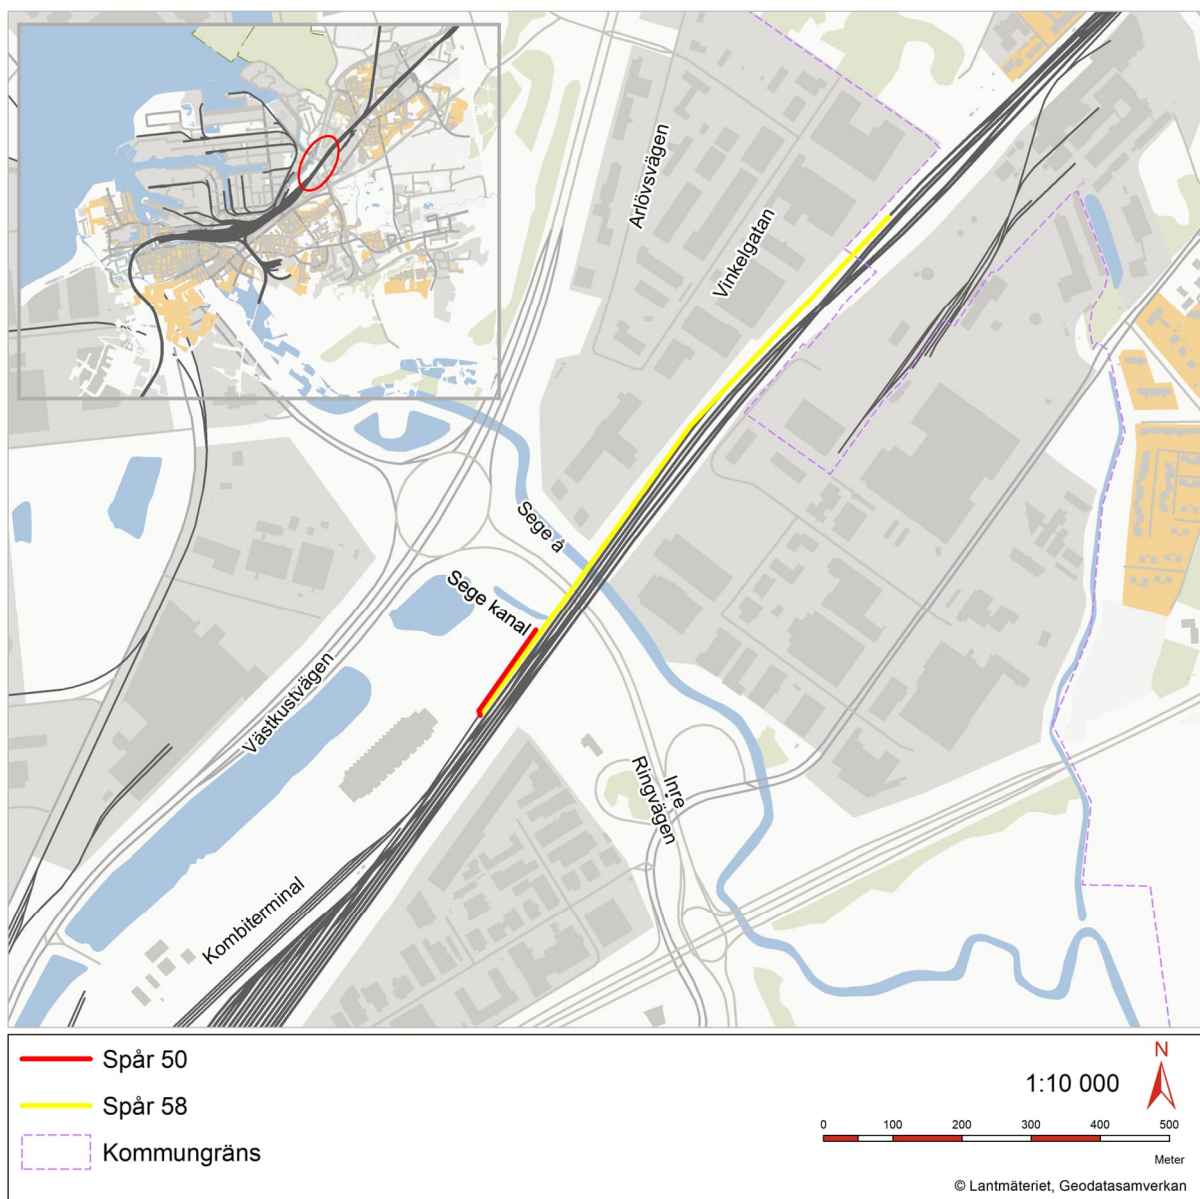 Arlövsvägen
Vinkelgatan
Sege å
Sege kanal
Västkustvägen
Inre
Ringvägen
Kombiterminal
Spår 50
Spår 58
Kommungräns
1:10 000
N
0 100 200 300 400 500
Meter
© Lantmäteriet, Geodatasamverkan